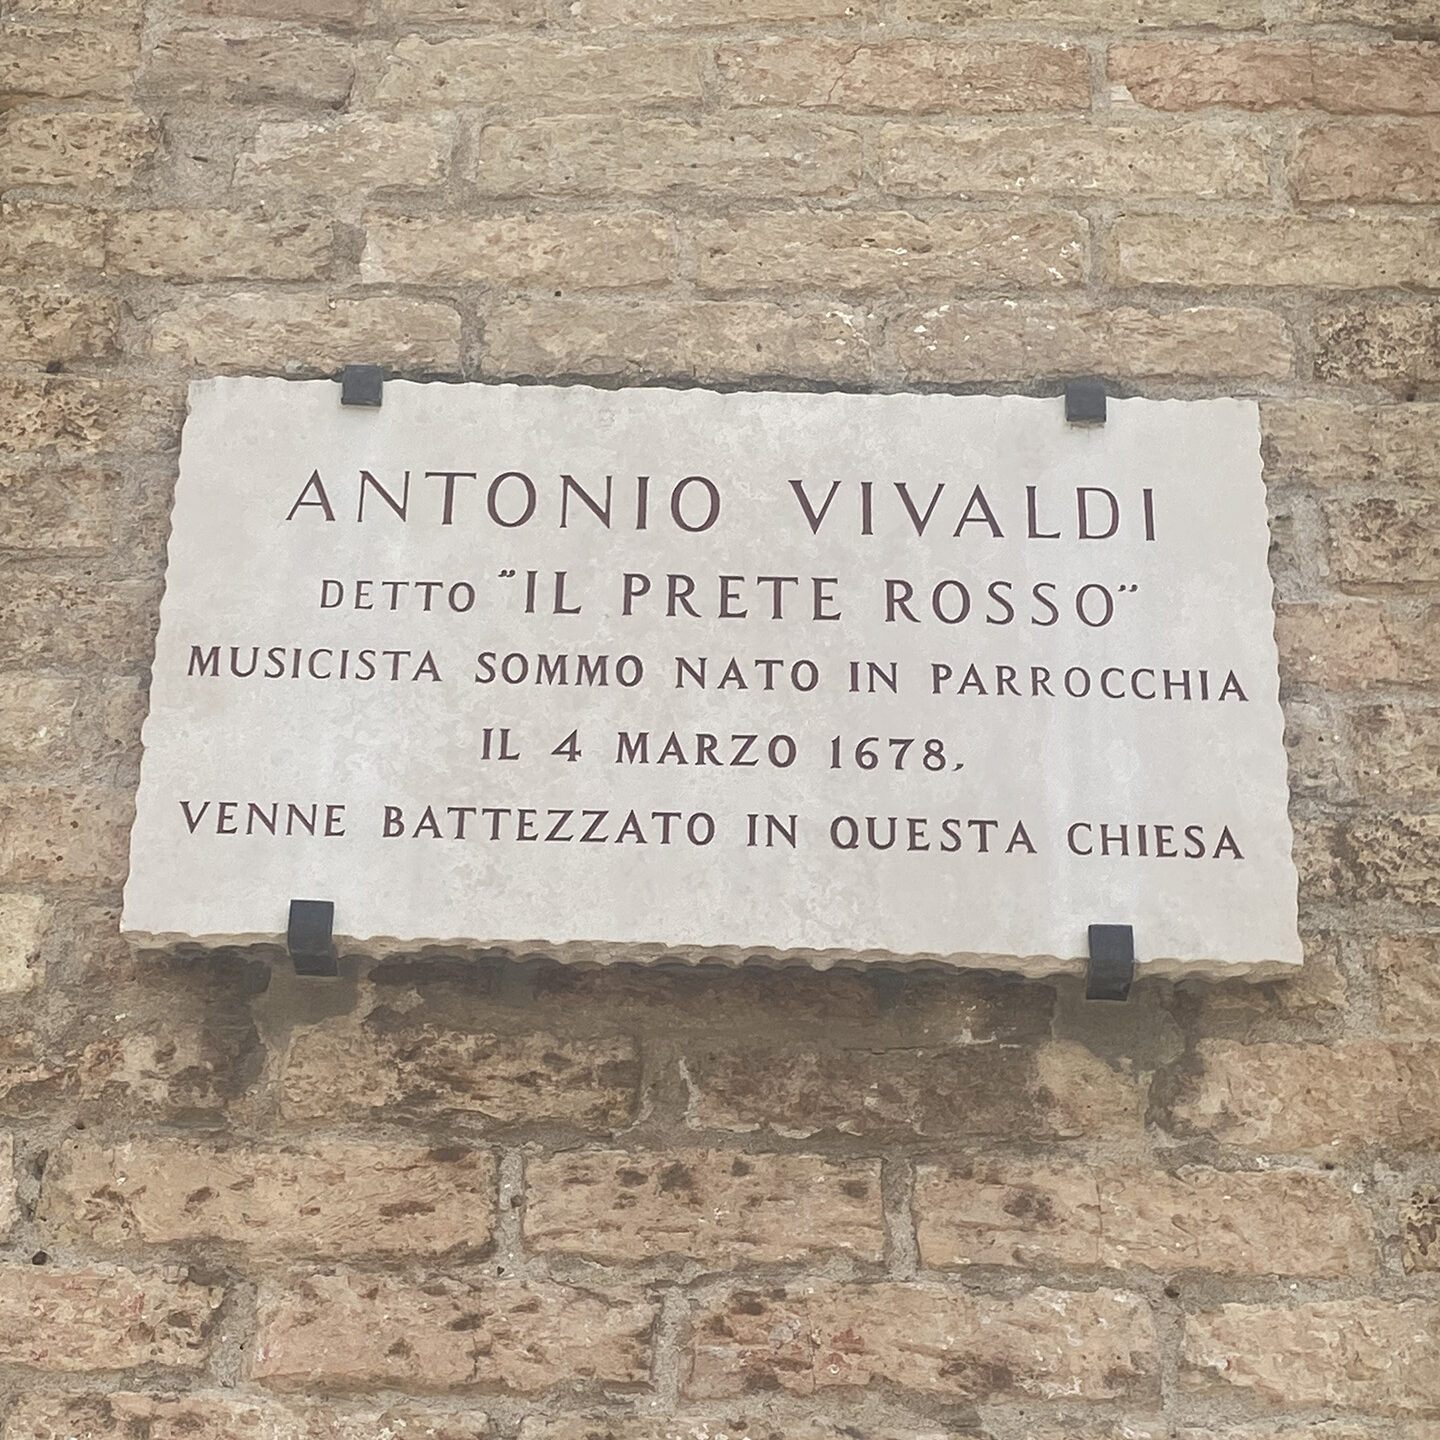 ANTONIO VIVALDI
DETTO "IL PRETE ROSSO"
MUSICISTA SOMMO NATO IN PARROCCHIA
IL 4 MARZO 1678,
VENNE BATTEZZATO IN QUESTA CHIESA